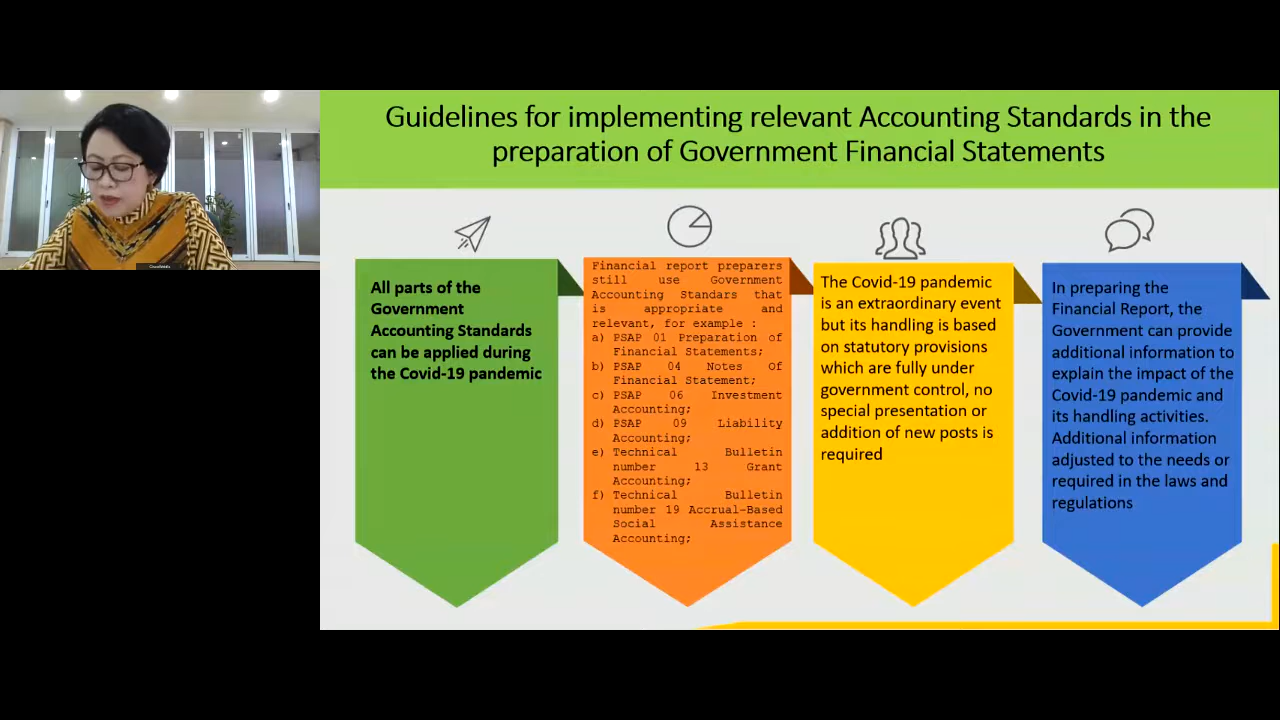 Guidelines for implementing relevant Accounting Standards in the
preparation of Government Financial Statements
All parts of the
Government
Accounting Standards
can be applied during
the Covid-19 pandemic
Financial report preparers
still use Government
Accounting Standars that
is appropriate and
relevant, for example :
a) PSAP 01 Preparation of
Financial Statements;
b) PSAP 04 Notes Of
Financial Statement;
c) PSAP 06 Investment
Accounting;
d) PSAP 09 Liability
Accounting;
e) Technical Bulletin
number 13 Grant
Accounting;
f) Technical Bulletin
number 19 Accrual-Based
Social Assistance
Accounting;
The Covid-19 pandemic
is an extraordinary event
but its handling is based
on statutory provisions
which are fully under
government control, no
special presentation or
addition of new posts is
required
In preparing the
Financial Report, the
Government can provide
additional information to
explain the impact of the
Covid-19 pandemic and
its handling activities.
Additional information
adjusted to the needs or
required in the laws and
regulations